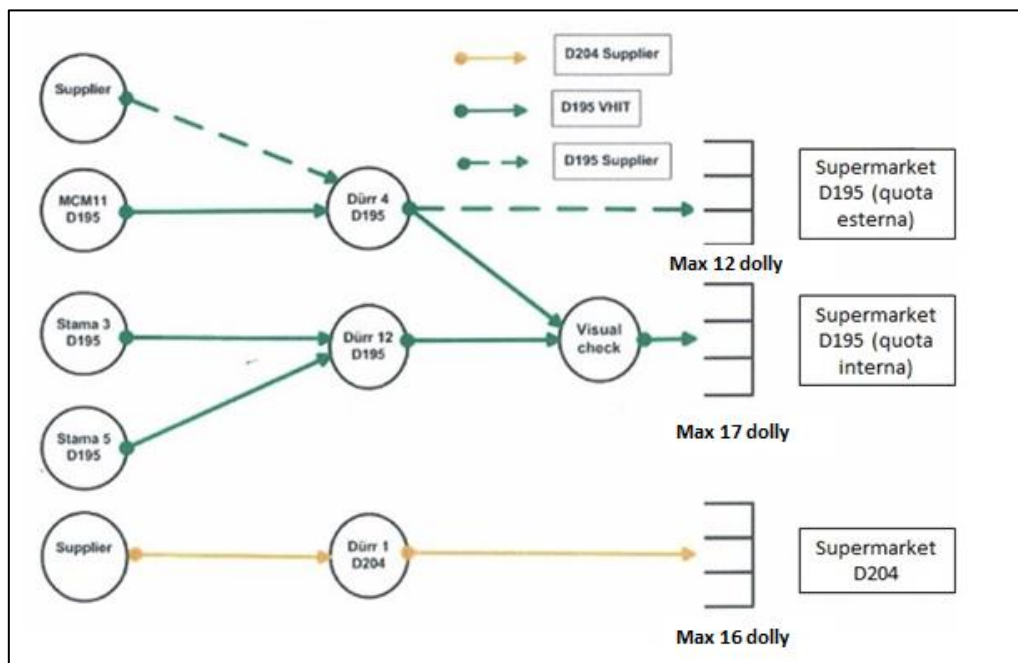 Supplier
D204 Supplier
D195 VHIT
D195 Supplier
MCM11
D195
Dürr 4
D195
Supermarket
D195 (quota
esterna)
Max 12 dolly
Stama 3
D195
Dürr 12
D195
Visual
check
Supermarket
D195 (quota
interna)
Max 17 dolly
Stama 5
D195
Supplier
Dürr 1
D204
Supermarket
D204
Max 16 dolly